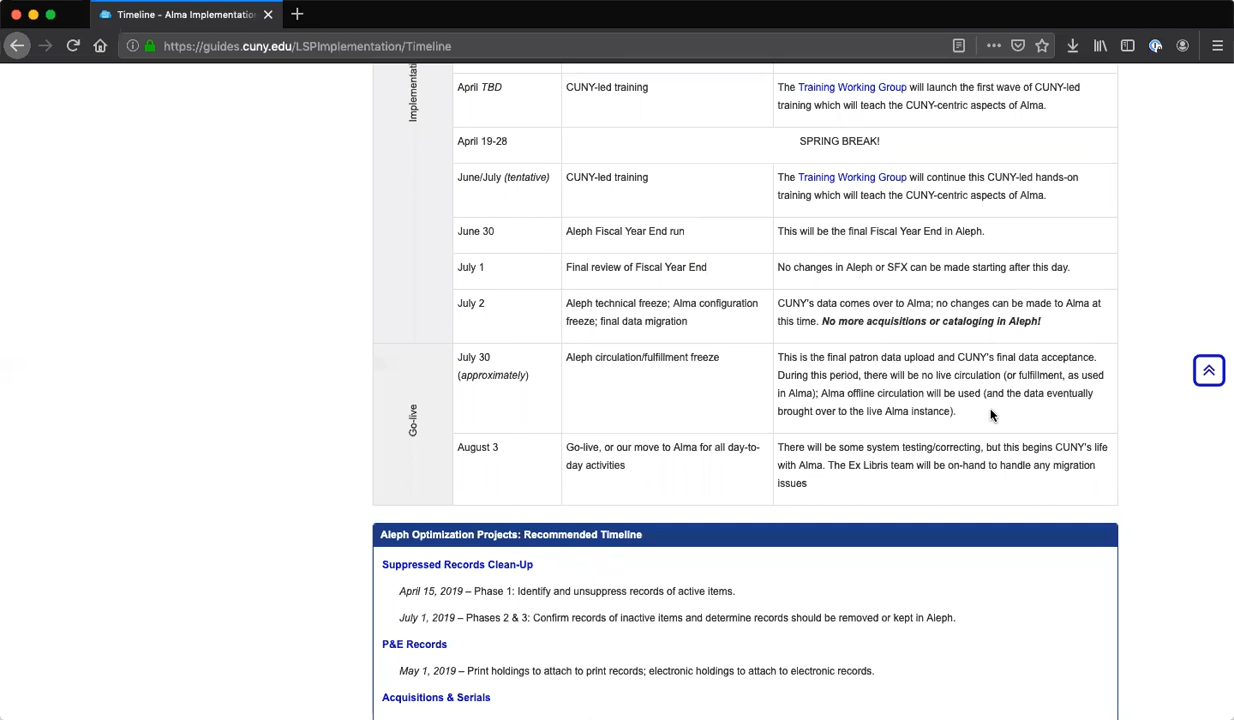 Timeline - Alma Implementation
https://guides.cuny.edu/LSPImplementation/Timeline
April TBD
CUNY-led training
The Training Working Group will launch the first wave of CUNY-led
training which will teach the CUNY-centric aspects of Alma.
April 19-28
SPRING BREAK!
June/July (tentative)
CUNY-led training
The Training Working Group will continue this CUNY-led hands-on
training which will teach the CUNY-centric aspects of Alma.
June 30
Aleph Fiscal Year End run
This will be the final Fiscal Year End in Aleph.
July 1
Final review of Fiscal Year End
No changes in Aleph or SFX can be made starting after this day.
July 2
Aleph technical freeze; Alma configuration
freeze; final data migration
CUNY's data comes over to Alma; no changes can be made to Alma at
this time. No more acquisitions or cataloging in Aleph!
Go-live
July 30
(approximately)
Aleph circulation/fulfillment freeze
This is the final patron data upload and CUNY's final data acceptance.
During this period, there will be no live circulation (or fulfillment, as used
in Alma); Alma offline circulation will be used (and the data eventually
brought over to the live Alma instance).
August 3
Go-live, or our move to Alma for all day-to-
day activities
There will be some system testing/correcting, but this begins CUNY's life
with Alma. The Ex Libris team will be on-hand to handle any migration
issues
Aleph Optimization Projects: Recommended Timeline
Suppressed Records Clean-Up
April 15, 2019 – Phase 1: Identify and unsuppress records of active items.
July 1, 2019 – Phases 2 & 3: Confirm records of inactive items and determine records should be removed or kept in Aleph.
P&E Records
May 1, 2019 – Print holdings to attach to print records; electronic holdings to attach to electronic records.
Acquisitions & Serials